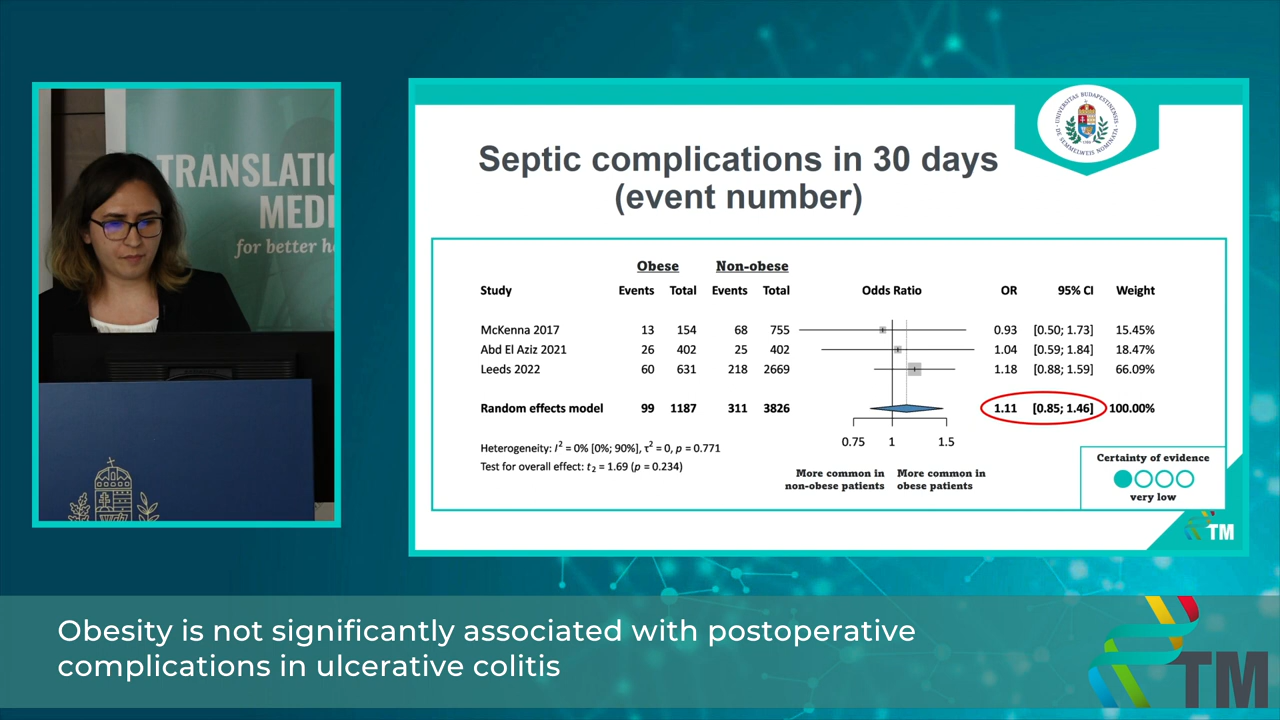 TRANSLATIO
MEDI
for better he
UNIVERSITAS BUDAPESTINENSIS
DE SEMMELWEIS NOMINATA
Septic complications in 30 days
(event number)
Obese Non-obese
Study Events Total Events Total Odds Ratio OR 95% CI Weight
McKenna 2017 13 154 68 755 0.93 [0.50; 1.73] 15.45%
Abd El Aziz 2021 26 402 25 402 1.04 [0.59; 1.84] 18.47%
Leeds 2022 60 631 218 2669 1.18 [0.88; 1.59] 66.09%
Random effects model 99 1187 311 3826 1.11 [0.85; 1.46] 100.00%
0.75 1 1.5
Heterogeneity: I² = 0% [0%; 90%], τ² = 0, p = 0.771
Test for overall effect: t₂ = 1.69 (p = 0.234)
More common in
non-obese patients
More common in
obese patients
Certainty of evidence
very low
TM
Obesity is not significantly associated with postoperative
complications in ulcerative colitis
TM